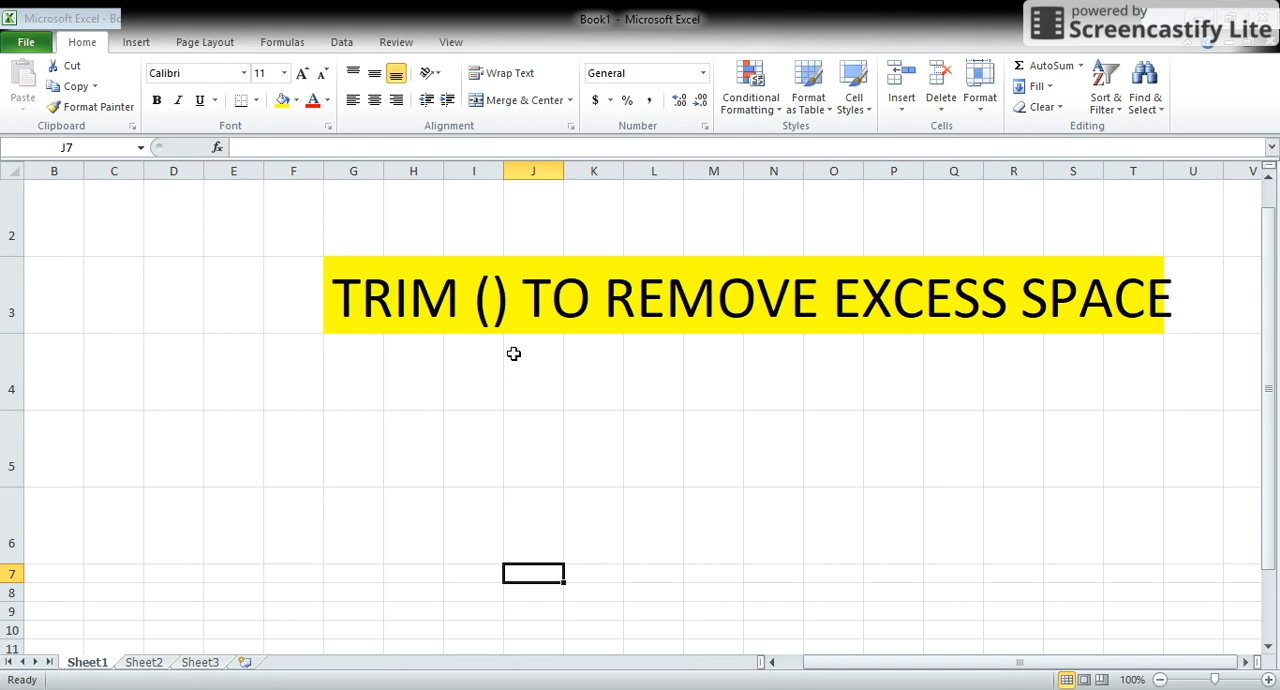 Microsoft Excel - Bo
Book1 - Microsoft Excel
powered by
Screencastify Lite
File Home Insert Page Layout Formulas Data Review View
Paste Cut Copy Format Painter
Calibri 11 A A
B I U A
Wrap Text
Merge & Center
General
$ % , .00 .0
Conditional Formatting Format as Table Cell Styles
Insert Delete Format
Σ AutoSum Fill Clear
Sort & Filter Find & Select
Clipboard Font Alignment Number Styles Cells Editing
J7 fx
B C D E F G H I J K L M N O P Q R S T U V
2
3 TRIM () TO REMOVE EXCESS SPACE
4
5
6
7
8
9
10
11
Sheet1 Sheet2 Sheet3
Ready 100%